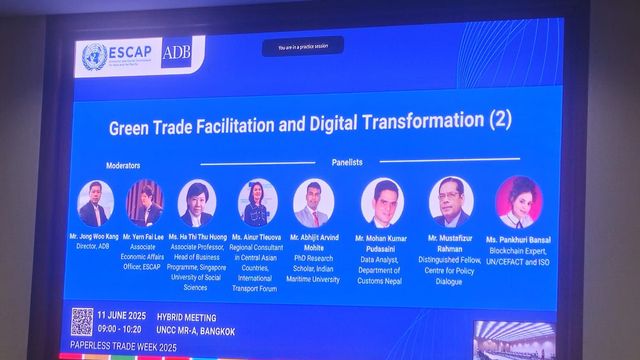 ESCAP
ADB
You are in a practice session
Green Trade Facilitation and Digital Transformation (2)
Moderators
Panelists
Mr. Jong Woo Kang
Director, ADB
Mr. Yann Fai Lee
Associate
Economic Affairs
Officer, ESCAP
Ms. Ha Thi Thu Huong
Associate Professor,
Head of Business
Programme, Singapore
University of Social
Sciences
Ms. Ainur Tleuova
Regional Consultant
in Central Asian
Countries,
International
Transport Forum
Mr. Abhijit Arvind
Mohite
PhD Research
Scholar, Indian
Maritime University
Mr. Mohan Kumar
Pudasaini
Data Analyst,
Department of
Customs Nepal
Mr. Mustafizur
Rahman
Distinguished Fellow,
Centre for Policy
Dialogue
Ms. Pankhuri Bansal
Blockchain Expert,
UN/CEFACT and ISO
11 JUNE 2025
HYBRID MEETING
09:00 - 10:20
UNCC MR-A, BANGKOK
PAPERLESS TRADE WEEK 2025